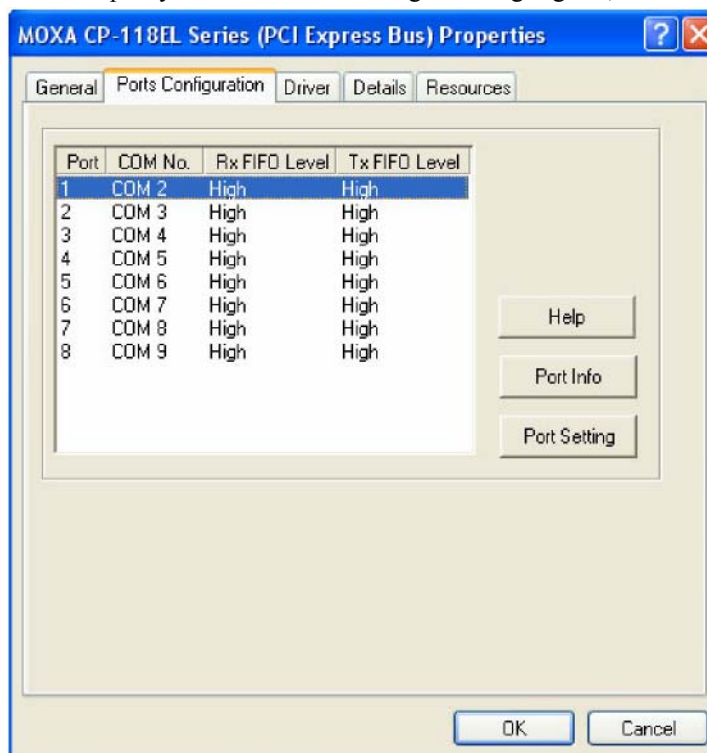 MOXA CP-118EL Series (PCI Express Bus) Properties
General Ports Configuration Driver Details Resources
Port COM No. Rx FIFO Level Tx FIFO Level
1 COM 2 High High
2 COM 3 High High
3 COM 4 High High
4 COM 5 High High
5 COM 6 High High
6 COM 7 High High
7 COM 8 High High
8 COM 9 High High
Help
Port Info
Port Setting
OK Cancel